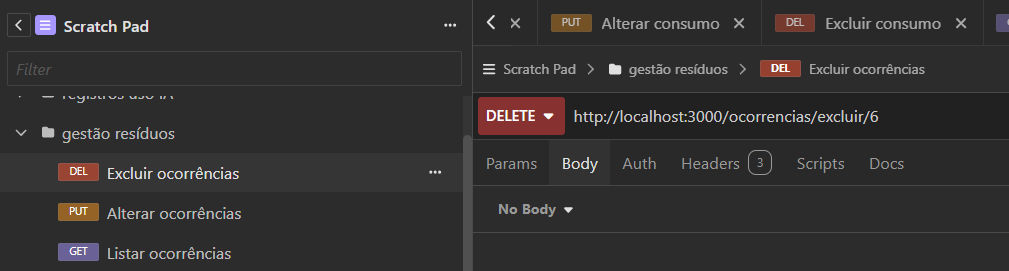 Scratch Pad
Filter
registros uso IA
gestão resíduos
DEL Excluir ocorrências
PUT Alterar ocorrências
GET Listar ocorrências
PUT Alterar consumo DEL Excluir consumo
Scratch Pad gestão resíduos DEL Excluir ocorrências
DELETE http://localhost:3000/ocorrencias/excluir/6
Params Body Auth Headers 3 Scripts Docs
No Body